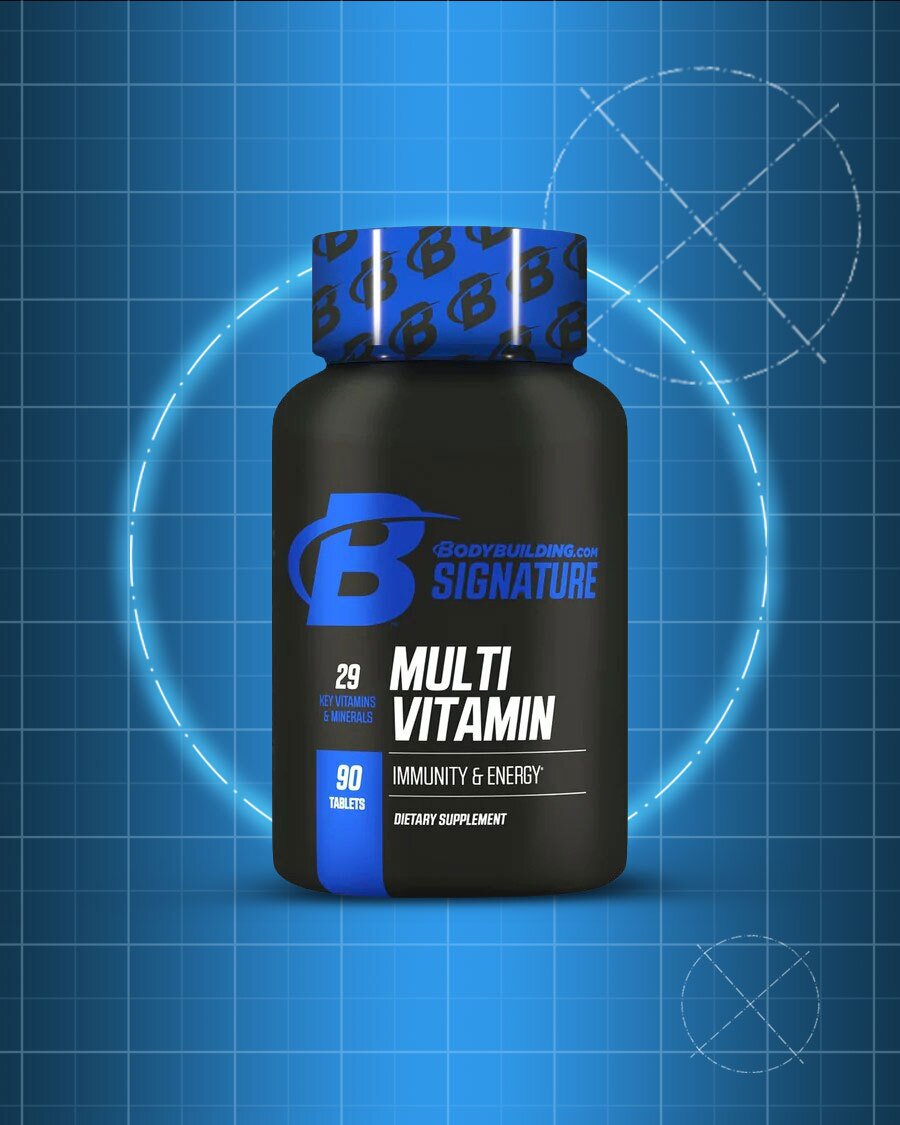 BODYBUILDING.COM
SIGNATURE
29
KEY VITAMINS
& MINERALS
MULTI
VITAMIN
90
TABLETS
IMMUNITY & ENERGY*
DIETARY SUPPLEMENT